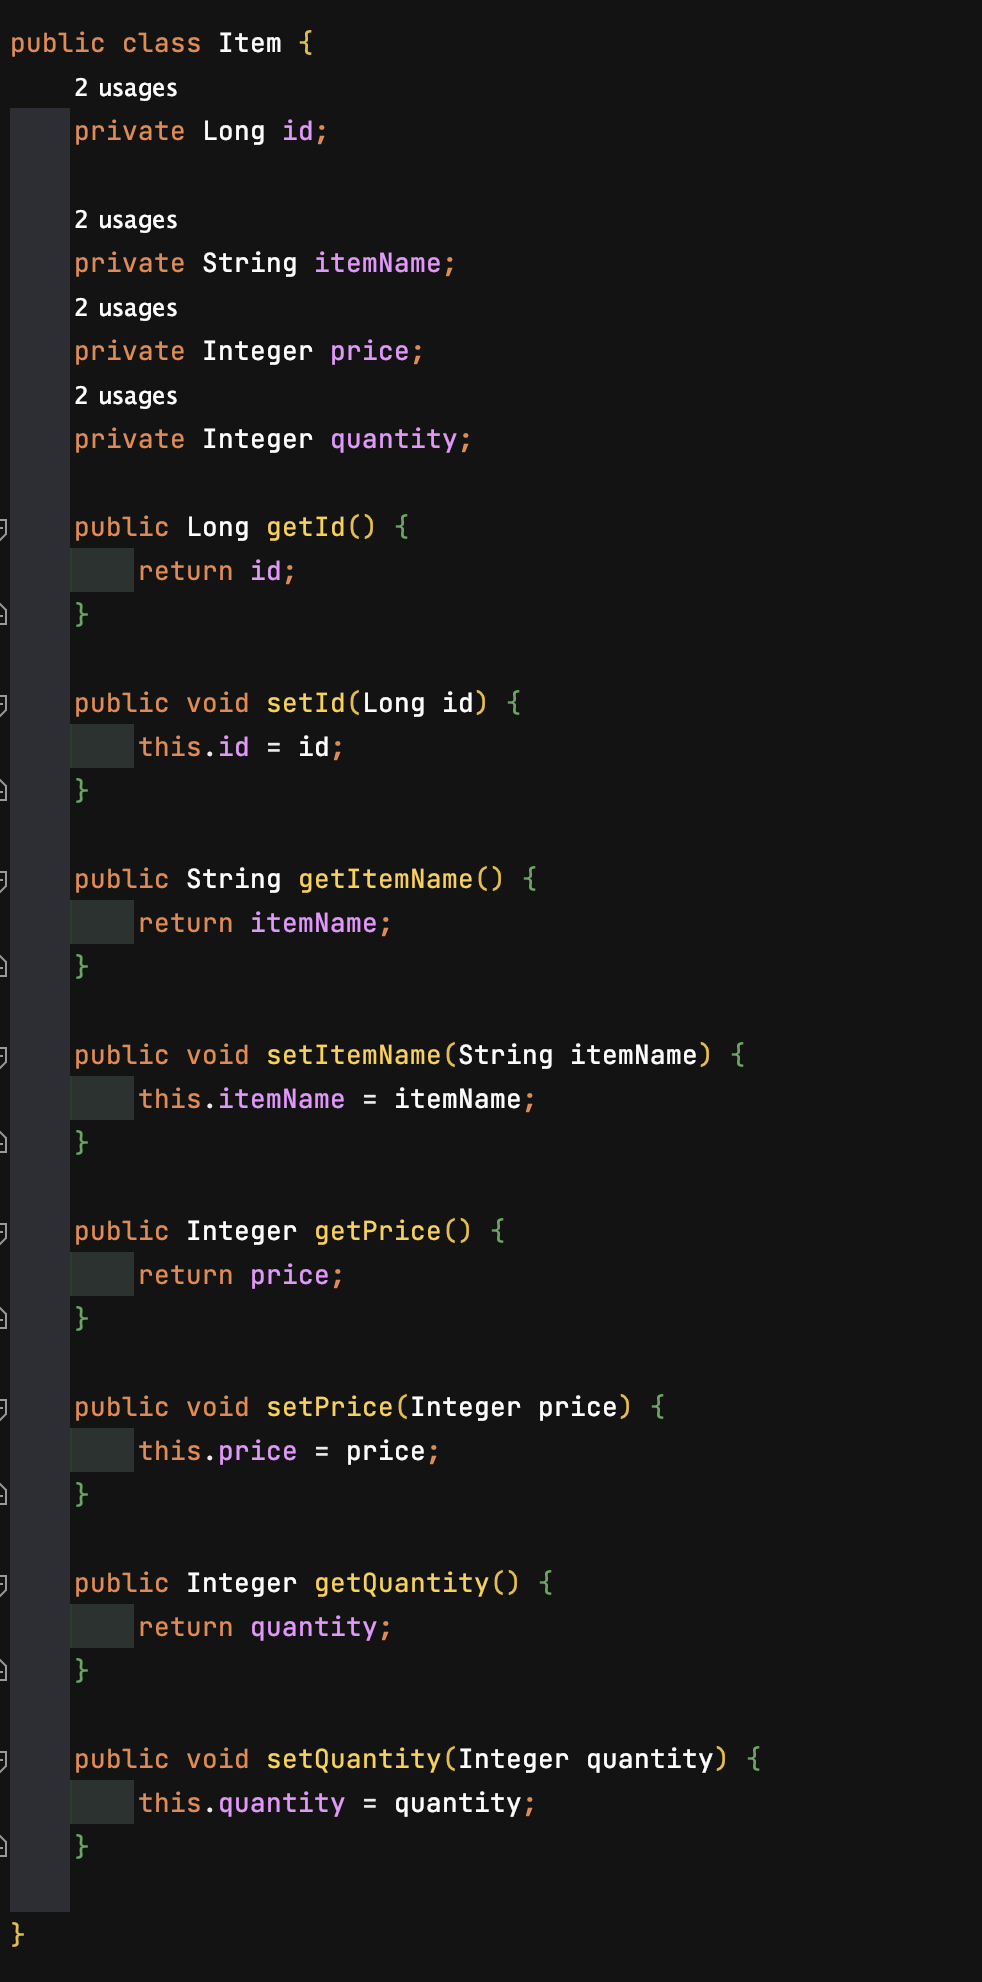 public class Item {
2 usages
private Long id;
2 usages
private String itemName;
2 usages
private Integer price;
2 usages
private Integer quantity;
public Long getId() {
return id;
}
public void setId(Long id) {
this.id = id;
}
public String getItemName() {
return itemName;
}
public void setItemName(String itemName) {
this.itemName = itemName;
}
public Integer getPrice() {
return price;
}
public void setPrice(Integer price) {
this.price = price;
}
public Integer getQuantity() {
return quantity;
}
public void setQuantity(Integer quantity) {
this.quantity = quantity;
}
}